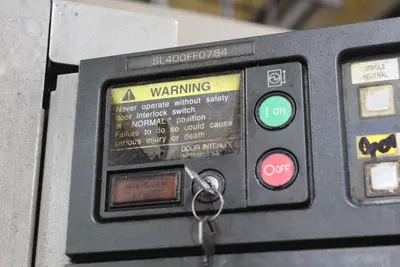 SL400FF0784
WARNING
Never operate without safety
door interlock switch
in "NORMAL" position.
Failure to do so could cause
serious injury or death.
DOOR INTERLOCK
I ON
O OFF
SPINDLE
NEUTRAL